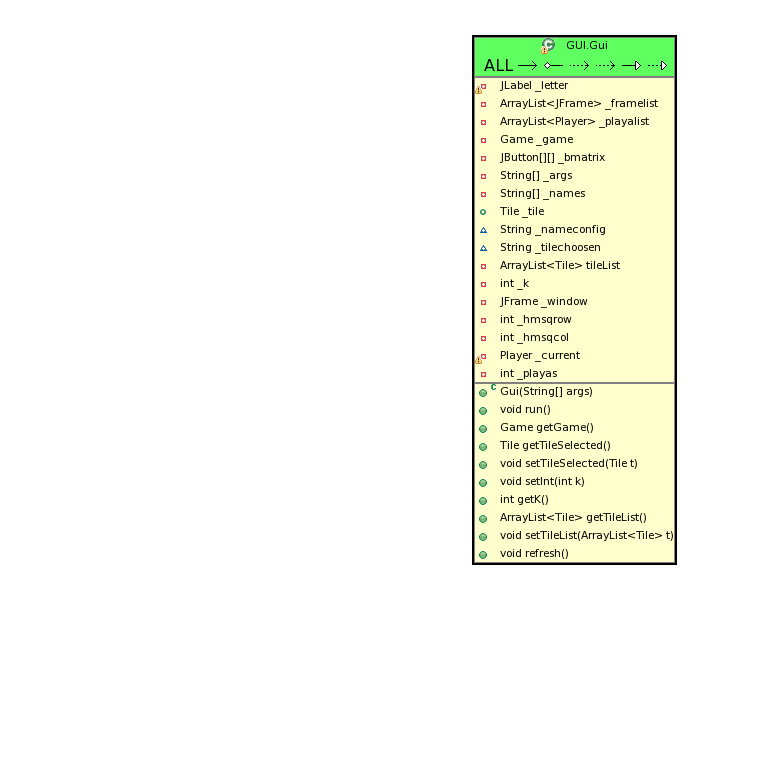 GUI.Gui
ALL
JLabel _letter
ArrayList<JFrame> _framelist
ArrayList<Player> _playalist
Game _game
JButton[][] _bmatrix
String[] _args
String[] _names
Tile _tile
String _nameconfig
String _tilechoosen
ArrayList<Tile> tileList
int _k
JFrame _window
int _hmsqrow
int _hmsqcol
Player _current
int _playas
C Gui(String[] args)
void run()
Game getGame()
Tile getTileSelected()
void setTileSelected(Tile t)
void setInt(int k)
int getK()
ArrayList<Tile> getTileList()
void setTileList(ArrayList<Tile> t)
void refresh()